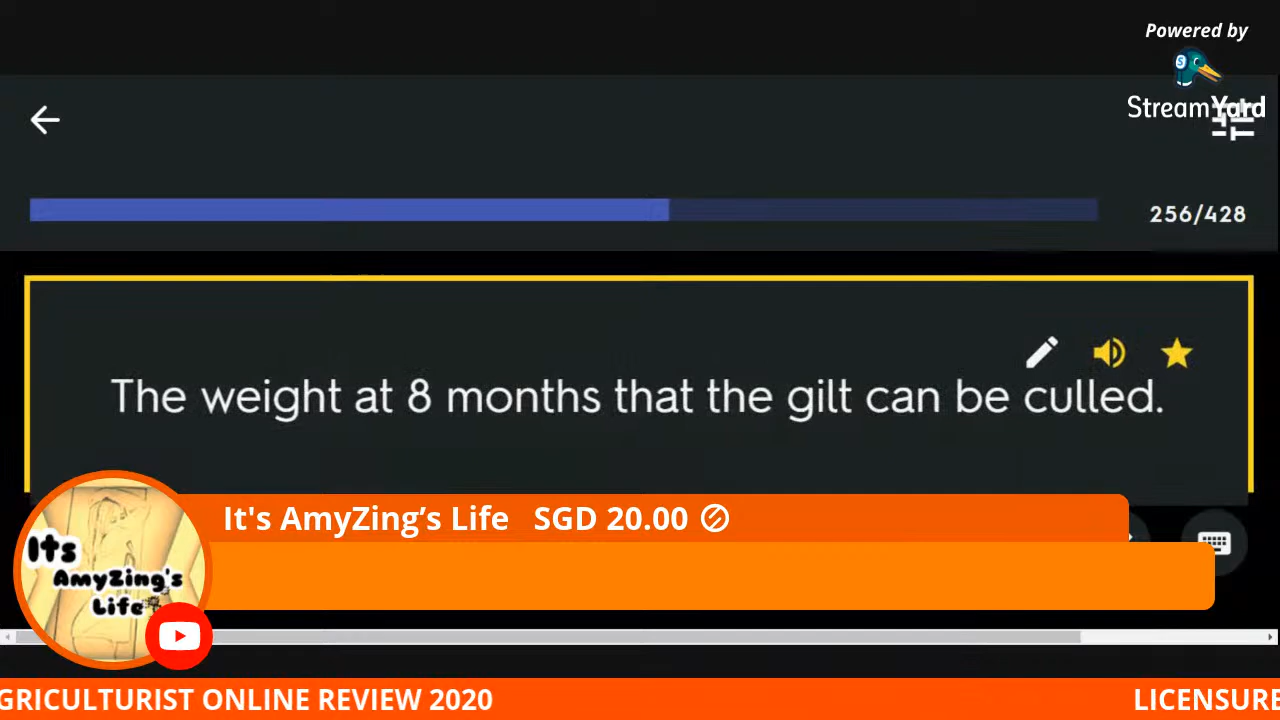 Powered by
StreamYard
256/428
The weight at 8 months that the gilt can be culled.
It's AmyZing’s Life SGD 20.00
Its
AmyZing's
Life
GRICULTURIST ONLINE REVIEW 2020 LICENSURE